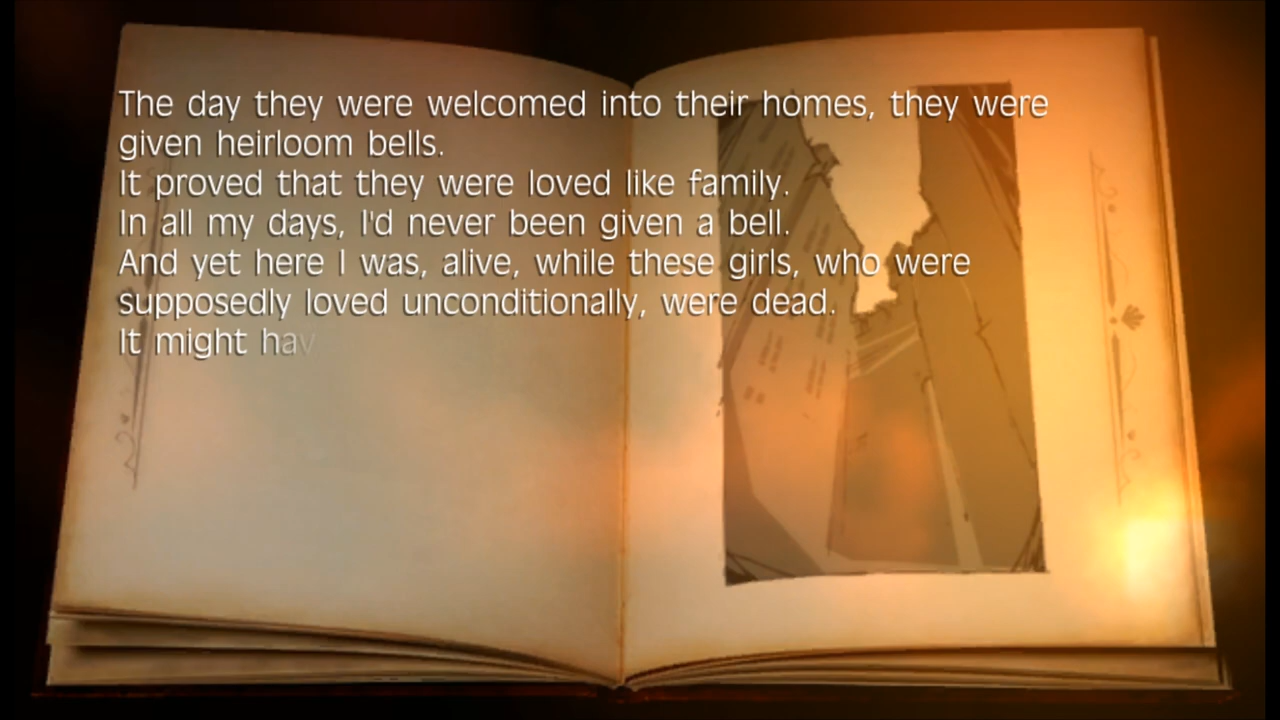 The day they were welcomed into their homes, they were
given heirloom bells.
It proved that they were loved like family.
In all my days, I'd never been given a bell.
And yet here I was, alive, while these girls, who were
supposedly loved unconditionally, were dead.
It might hav